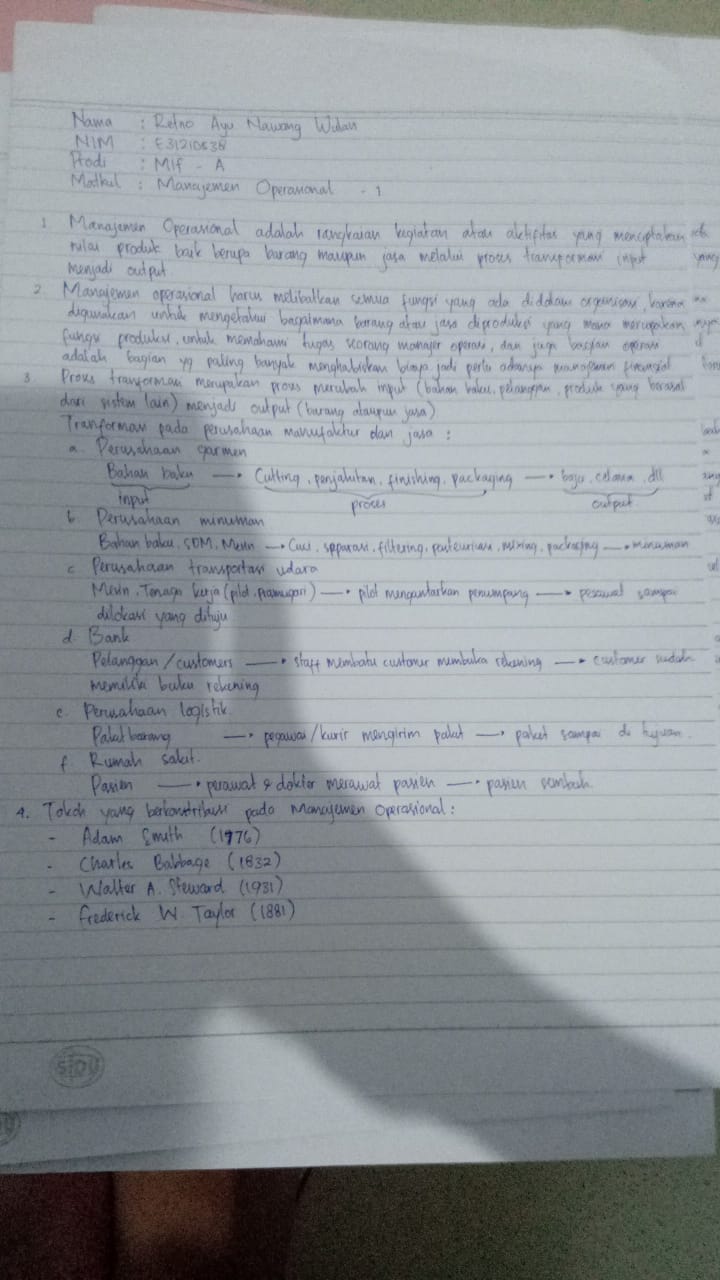 Nama : Retno Ayu Nawang Wulan
NIM : E31210638
Prodi : MIF - A
Matkul : Manajemen Operasional - 1
1. Manajemen Operasional adalah rangkaian kegiatan atau aktifitas yang menciptakan
nilai produk baik berupa barang maupun jasa melalui proses transformasi input
menjadi output
2. Manajemen operasional harus melibatkan semua fungsi yang ada didalam organisasi, karena
digunakan untuk mengetahui bagaimana barang atau jasa diproduksi yang mana merupakan
fungsi produksi, untuk memahami tugas seorang manajer operasi, dan juga bagian operasi
adalah bagian yg paling banyak menghabiskan biaya jadi perlu adanya manajemen financial
3. Proses transformasi merupakan proses merubah input (bahan baku, pelanggan, produk yang berasal
dari sistem lain) menjadi output (barang ataupun jasa)
Tranformasi pada perusahaan manufaktur dan jasa :
a. Perusahaan garmen
Bahan baku → Cutting, penjahitan, finishing, packaging → baju, celana, dll
input proses output
b. Perusahaan minuman
Bahan baku, SDM, Mesin → Cuci, spparasi, filtering, pasteurisasi, mixing, packaging → minuman
c. Perusahaan transportasi udara
Mesin, Tenaga kerja (pilot, pramugari) → pilot mengantarkan penumpang → pesawat sampai
dilokasi yang dituju
d. Bank
Pelanggan/customers → staff membatu customer membuka rekening → customer sudah
memiliki buku rekening
e. Perusahaan logistik.
Paket barang → pegawai/kurir mengirim paket → paket sampai di tujuan.
f. Rumah sakit.
Pasien → perawat & dokter merawat pasien → pasien sembuh.
4. Tokoh yang berkontribusi pada Manajemen Operasional :
- Adam Smith (1776)
- Charles Babbage (1832)
- Walter A. Steward (1931)
- Frederick W. Taylor (1881)
SIDU